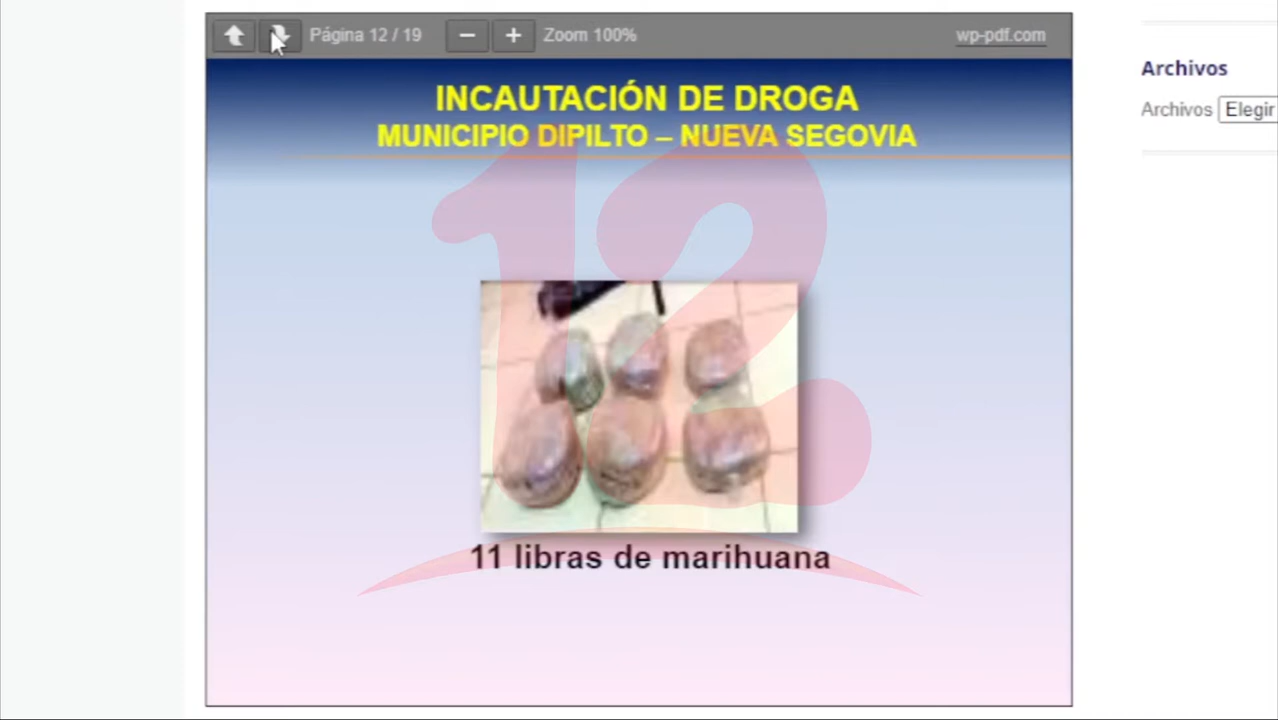 Página 12 / 19
Zoom 100%
wp-pdf.com
INCAUTACIÓN DE DROGA
MUNICIPIO DIPILTO – NUEVA SEGOVIA
12
11 libras de marihuana
Archivos
Archivos Elegir